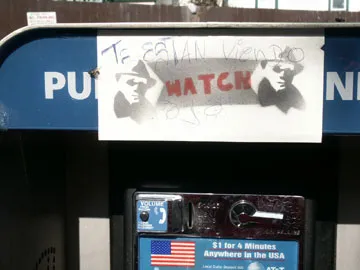 TE ESTAN VIENDO
WATCH
PU
N
VOLUME
$1 for 4 Minutes
Anywhere in the USA
AT&T